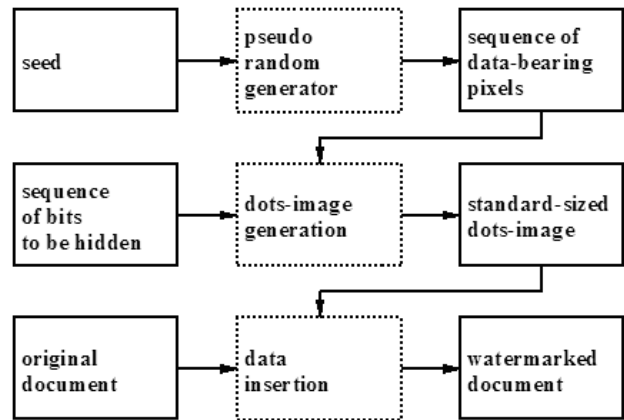 seed
pseudo
random
generator
sequence of
data-bearing
pixels
sequence
of bits
to be hidden
dots-image
generation
standard-sized
dots-image
original
document
data
insertion
watermarked
document